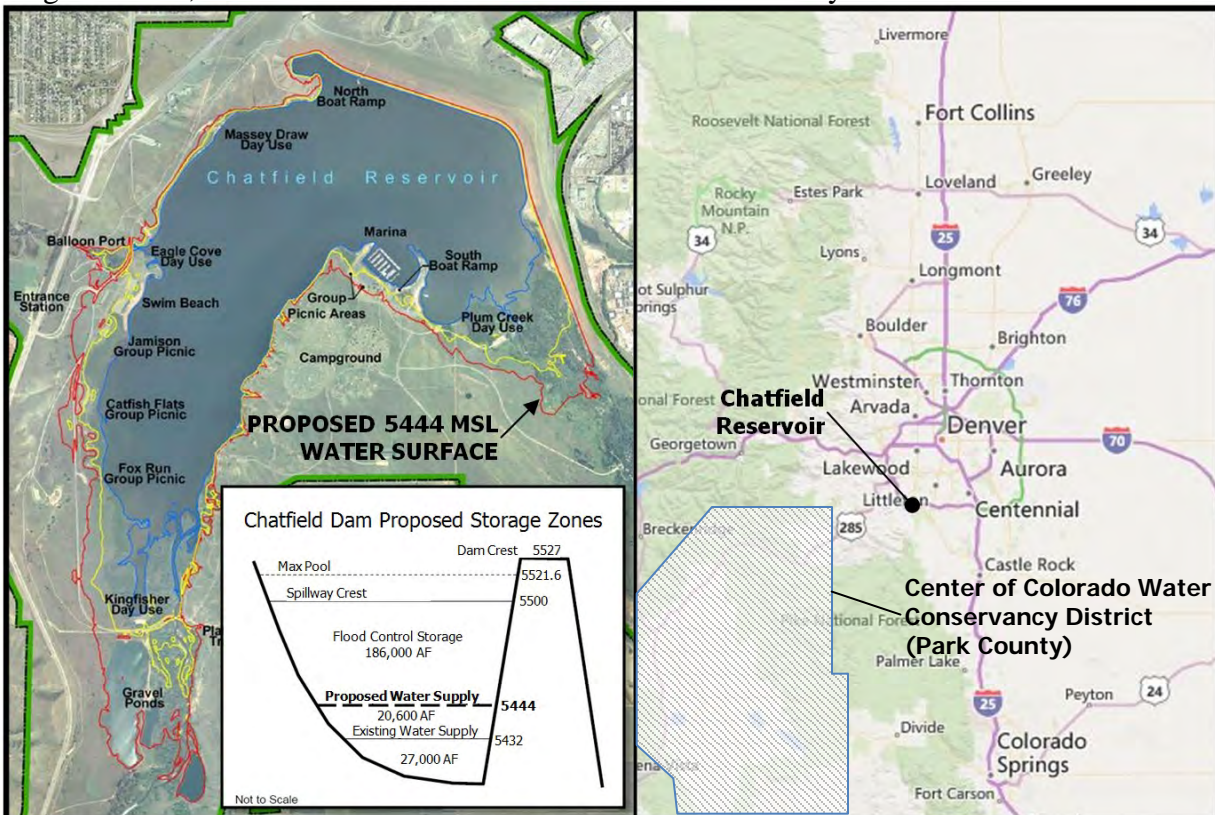 North
Boat Ramp
Massey Draw
Day Use
Chatfield Reservoir
Balloon Port
Eagle Cove
Day Use
Marina
South
Boat Ramp
Entrance
Station
Swim Beach
Group
Picnic Areas
Plum Creek
Day Use
Jamison
Group Picnic
Campground
Catfish Flats
Group Picnic
PROPOSED 5444 MSL
WATER SURFACE
Fox Run
Group Picnic
Kingfisher
Day Use
Gravel
Ponds
Chatfield Dam Proposed Storage Zones
Dam Crest 5527
Max Pool
5521.6
Spillway Crest
5500
Flood Control Storage
186,000 AF
Proposed Water Supply
5444
20,600 AF
Existing Water Supply
5432
27,000 AF
Not to Scale
Livermore
Fort Collins
Roosevelt National Forest
Loveland
Greeley
Estes Park
Rocky
Mountain
N.P.
34
25
34
Lyons
Longmont
76
Boulder
Brighton
Westminster
Thornton
Arvada
Chatfield
Reservoir
Denver
Georgetown
70
Lakewood
Aurora
Centennial
285
Castle Rock
Center of Colorado Water
Conservancy District
(Park County)
Palmer Lake
Peyton
24
25
Divide
Colorado
Springs
Fort Carson